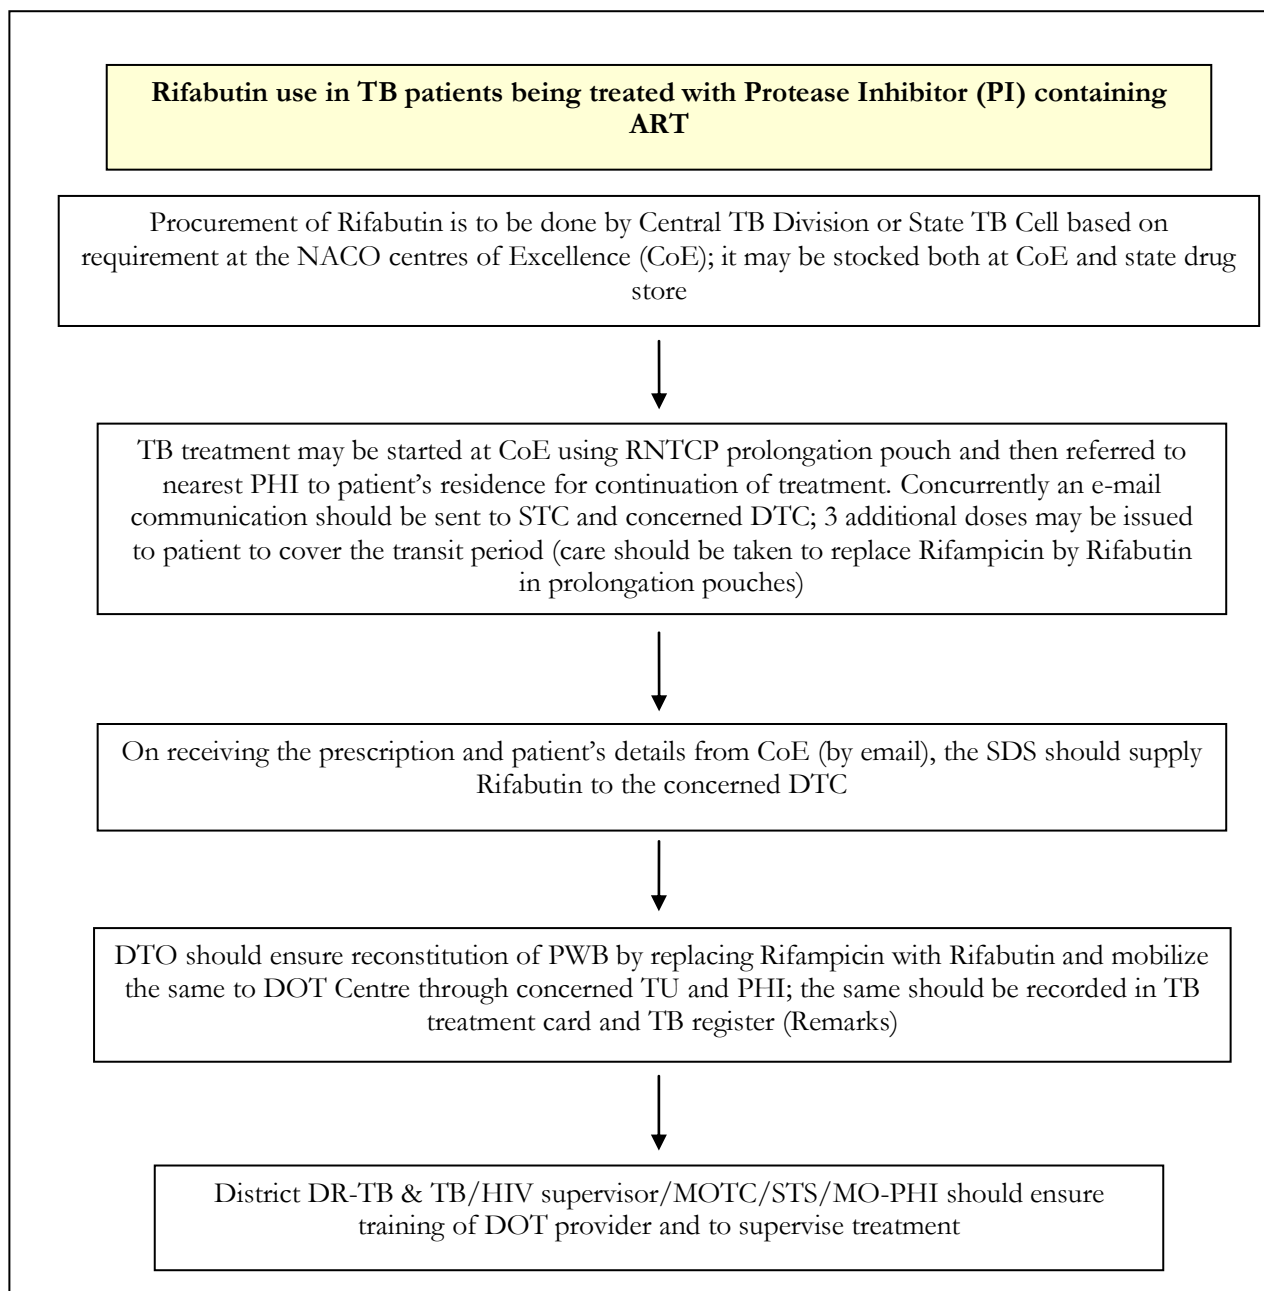 Rifabutin use in TB patients being treated with Protease Inhibitor (PI) containing
ART
Procurement of Rifabutin is to be done by Central TB Division or State TB Cell based on
requirement at the NACO centres of Excellence (CoE); it may be stocked both at CoE and state drug
store
TB treatment may be started at CoE using RNTCP prolongation pouch and then referred to
nearest PHI to patient’s residence for continuation of treatment. Concurrently an e-mail
communication should be sent to STC and concerned DTC; 3 additional doses may be issued
to patient to cover the transit period (care should be taken to replace Rifampicin by Rifabutin
in prolongation pouches)
On receiving the prescription and patient’s details from CoE (by email), the SDS should supply
Rifabutin to the concerned DTC
DTO should ensure reconstitution of PWB by replacing Rifampicin with Rifabutin and mobilize
the same to DOT Centre through concerned TU and PHI; the same should be recorded in TB
treatment card and TB register (Remarks)
District DR-TB & TB/HIV supervisor/MOTC/STS/MO-PHI should ensure
training of DOT provider and to supervise treatment